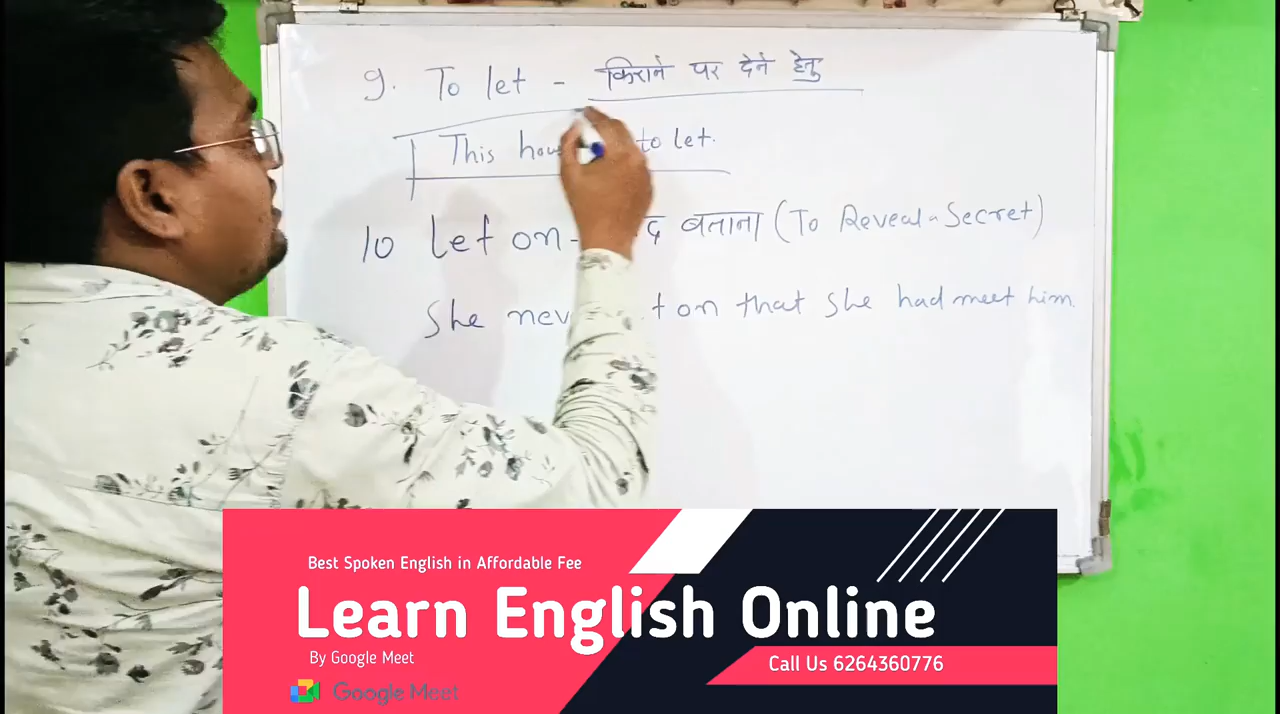 9. To let - किराने पर देने हेतु
This hou to let.
10 let on - द बताना (To Reveal a Secret)
She nev t on that she had meet him.
Best Spoken English in Affordable Fee
Learn English Online
By Google Meet
Call Us 6264360776
Google Meet